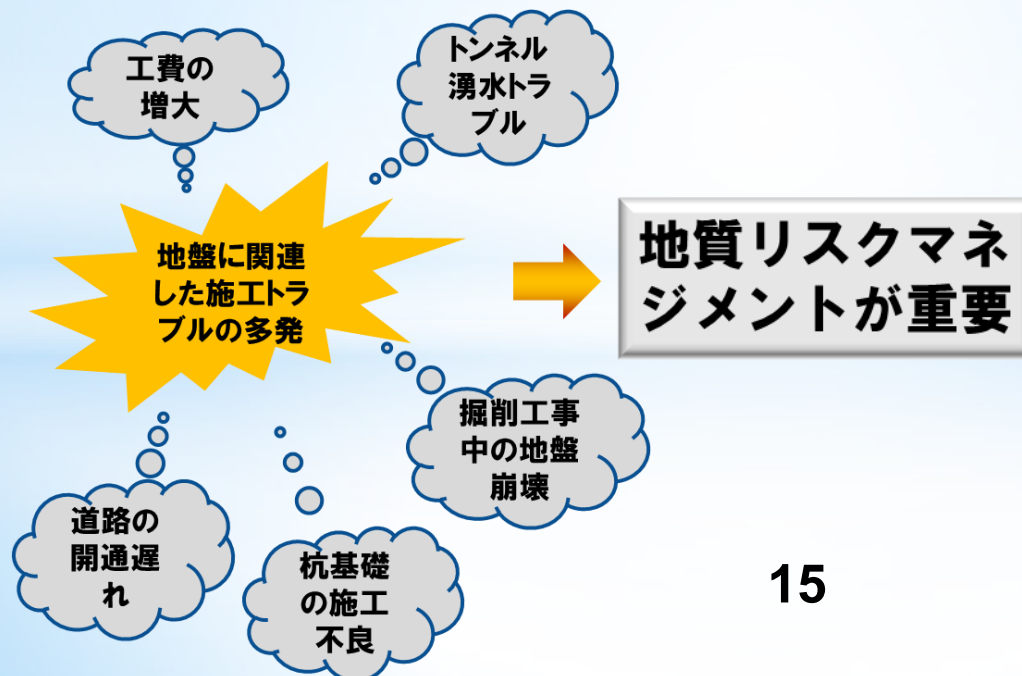 工費の
増大
トンネル
湧水トラ
ブル
地盤に関連
した施工トラ
ブルの多発
地質リスクマネ
ジメントが重要
掘削工事
中の地盤
崩壊
道路の
開通遅
れ
杭基礎
の施工
不良
15